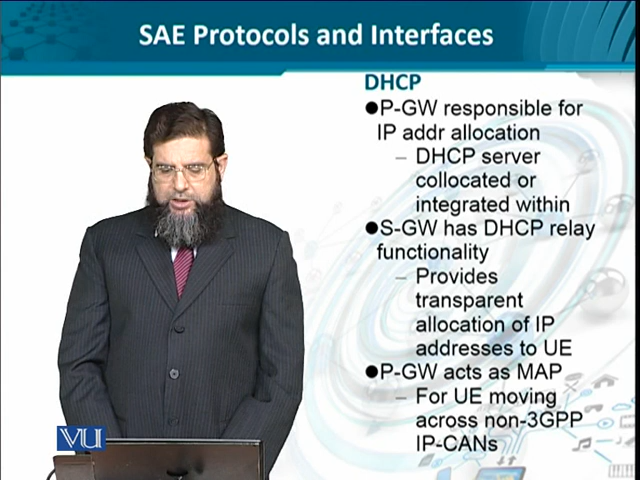 SAE Protocols and Interfaces
DHCP
●P-GW responsible for
IP addr allocation
– DHCP server
collocated or
integrated within
●S-GW has DHCP relay
functionality
– Provides
transparent
allocation of IP
addresses to UE
●P-GW acts as MAP
– For UE moving
across non-3GPP
IP-CANs
VU